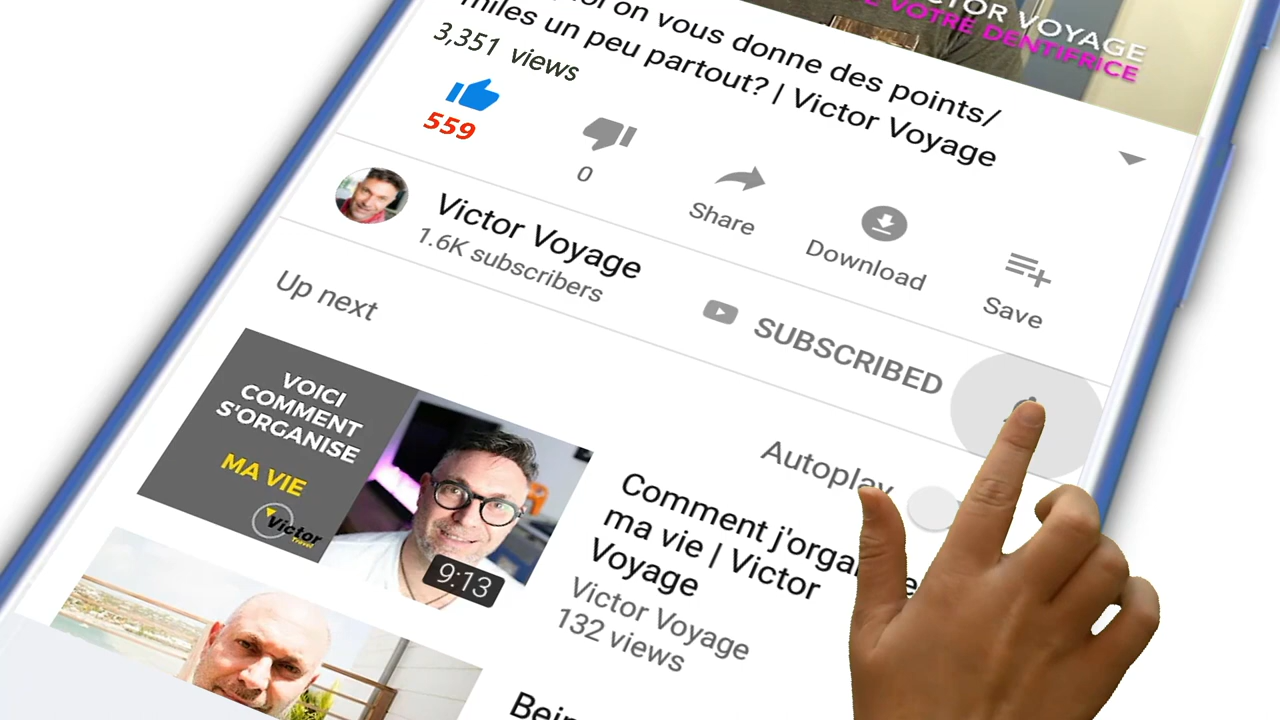 VICTOR VOYAGE
VOTRE DENTIFRICE
on vous donne des points/
miles un peu partout? | Victor Voyage
3,351 views
559
0
Share
Download
Save
Victor Voyage
1.6K subscribers
SUBSCRIBED
Up next
Autoplay
VOICI
COMMENT
S'ORGANISE
MA VIE
Victor
Travel
9:13
Comment j'organise
ma vie | Victor
Voyage
Victor Voyage
132 views